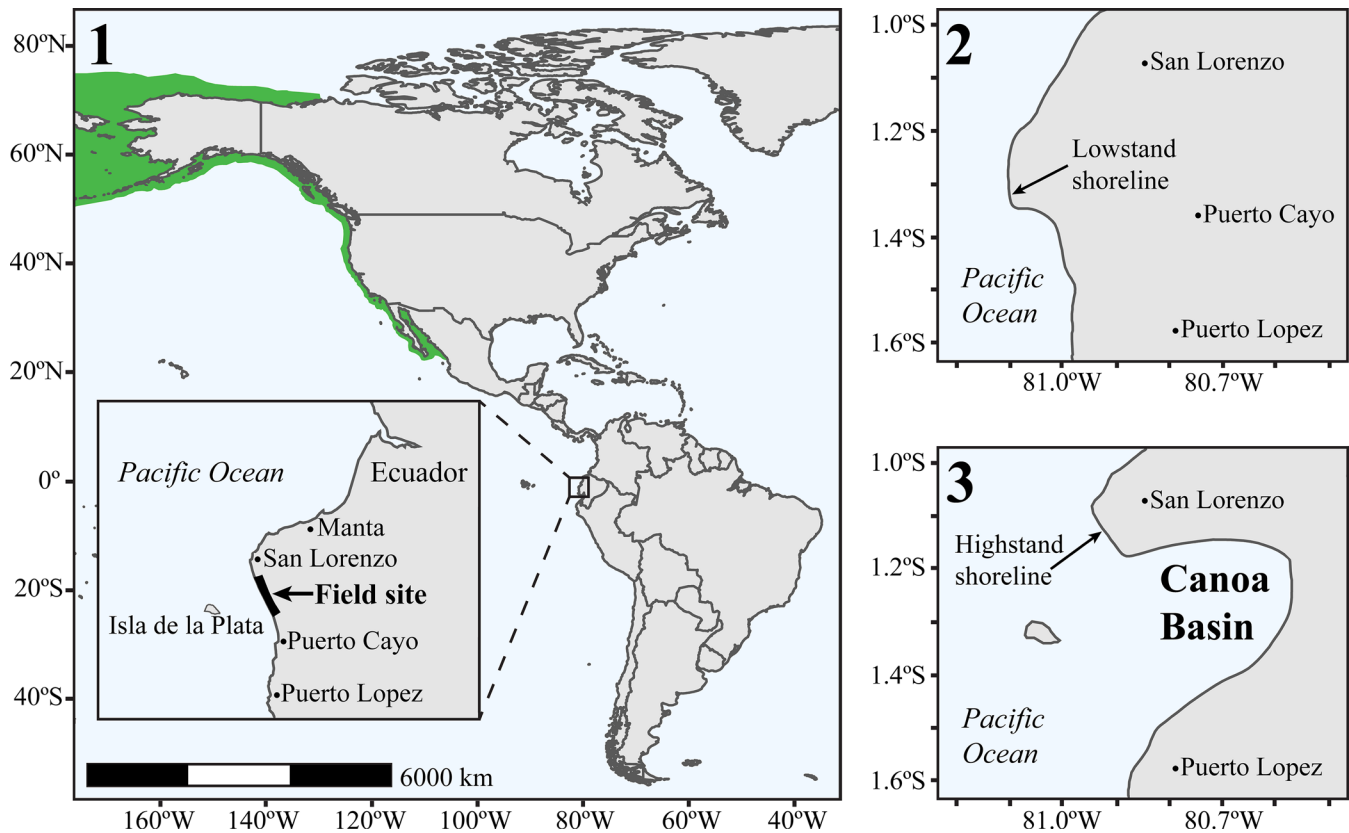 1
80ºN
60ºN
40ºN
20ºN
0º
20ºS
40ºS
160ºW
140ºW
120ºW
100ºW
80ºW
60ºW
40ºW
Pacific Ocean
Ecuador
Manta
San Lorenzo
Field site
Isla de la Plata
Puerto Cayo
Puerto Lopez
6000 km
2
1.0ºS
1.2ºS
1.4ºS
1.6ºS
San Lorenzo
Lowstand
shoreline
Puerto Cayo
Pacific
Ocean
Puerto Lopez
81.0ºW
80.7ºW
3
1.0ºS
1.2ºS
1.4ºS
1.6ºS
San Lorenzo
Highstand
shoreline
Canoa
Basin
Pacific
Ocean
Puerto Lopez
81.0ºW
80.7ºW